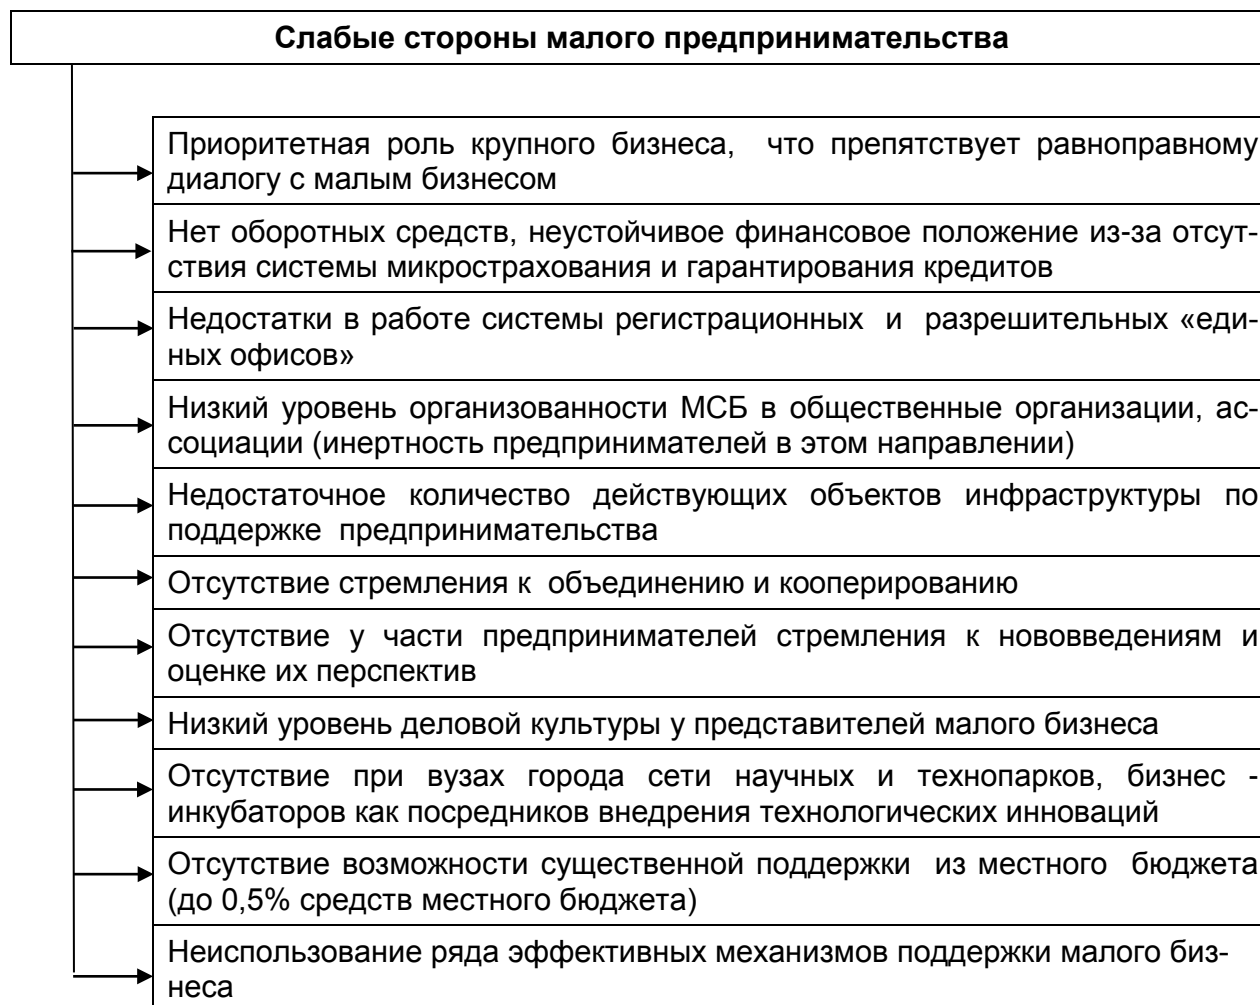 Слабые стороны малого предпринимательства
Приоритетная роль крупного бизнеса, что препятствует равноправному
диалогу с малым бизнесом
Нет оборотных средств, неустойчивое финансовое положение из-за отсут-
ствия системы микрострахования и гарантирования кредитов
Недостатки в работе системы регистрационных и разрешительных «еди-
ных офисов»
Низкий уровень организованности МСБ в общественные организации, ас-
социации (инертность предпринимателей в этом направлении)
Недостаточное количество действующих объектов инфраструктуры по
поддержке предпринимательства
Отсутствие стремления к объединению и кооперированию
Отсутствие у части предпринимателей стремления к нововведениям и
оценке их перспектив
Низкий уровень деловой культуры у представителей малого бизнеса
Отсутствие при вузах города сети научных и технопарков, бизнес -
инкубаторов как посредников внедрения технологических инноваций
Отсутствие возможности существенной поддержки из местного бюджета
(до 0,5% средств местного бюджета)
Неиспользование ряда эффективных механизмов поддержки малого биз-
неса